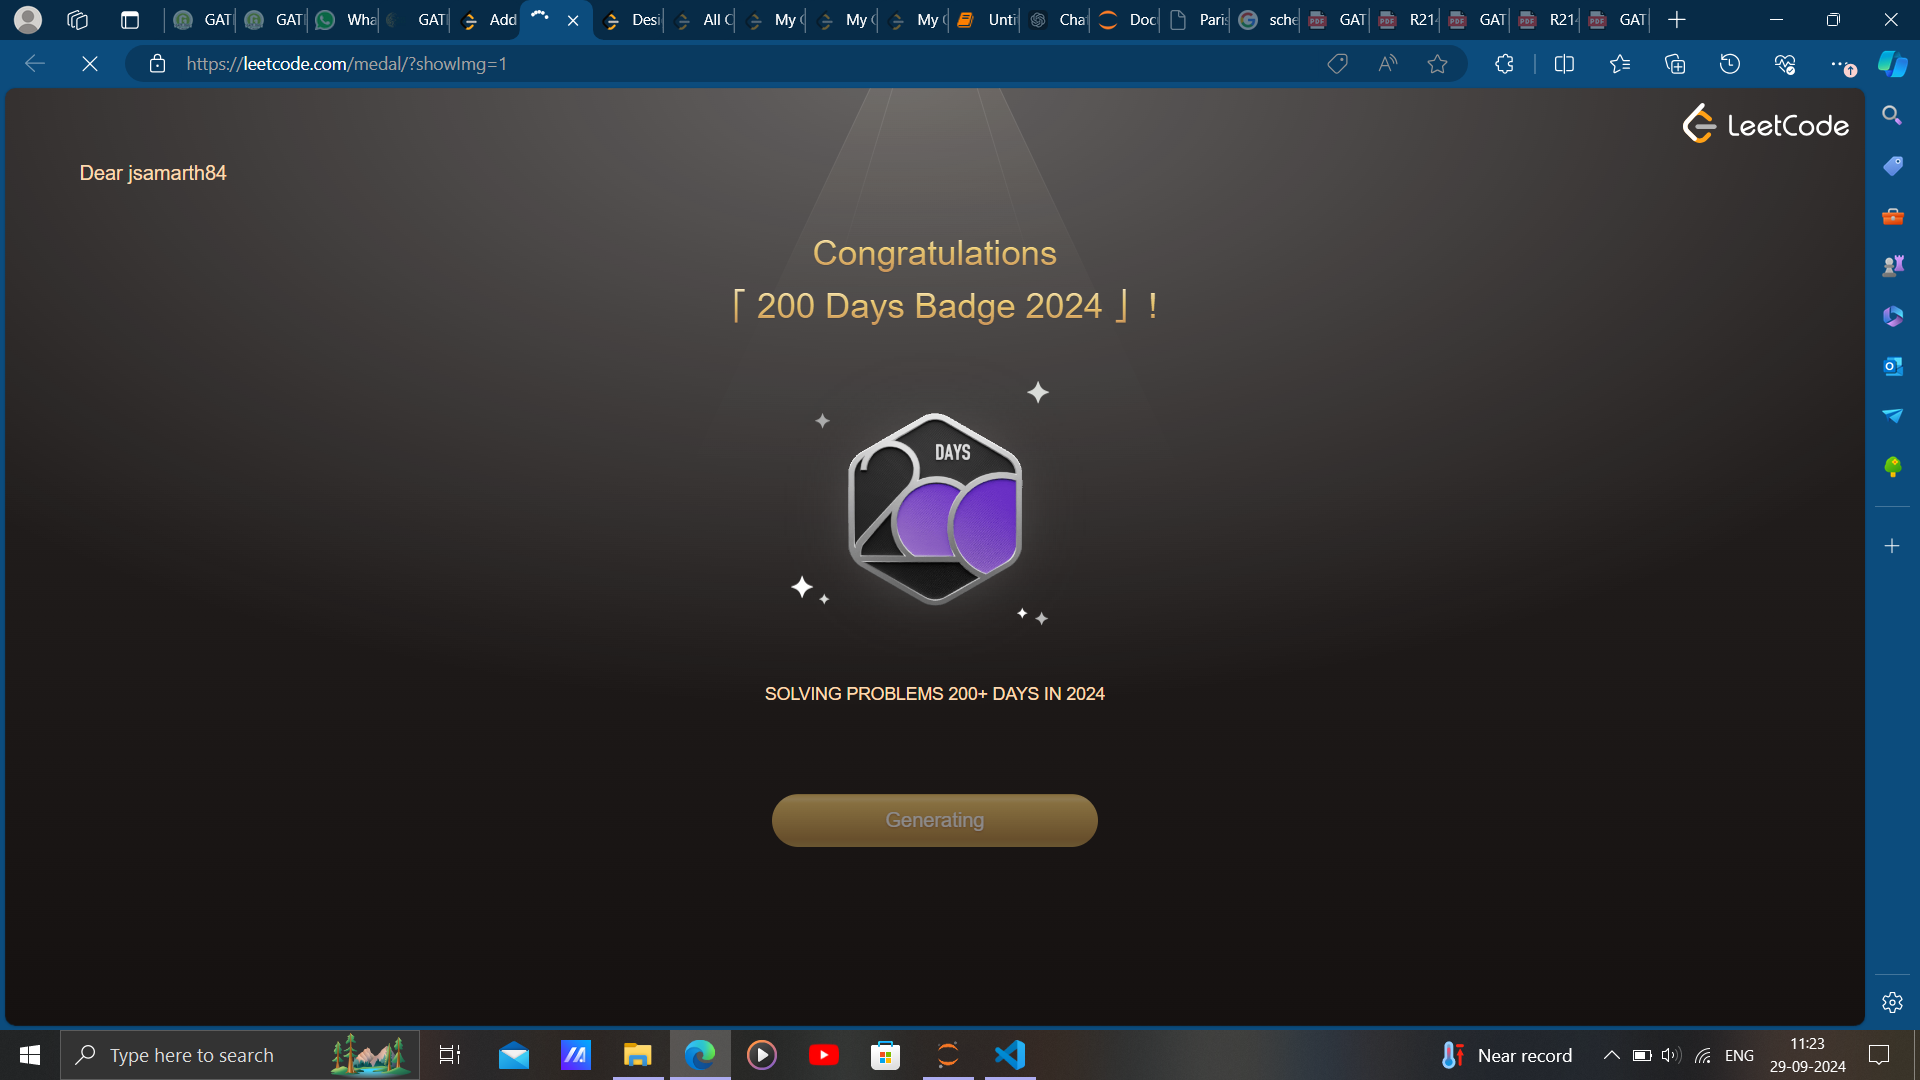 GAT
GAT
Wha
GAT
Add
Desi
All C
My C
My C
My C
Unti
Cha
Doc
Paris
sche
GAT
R21
GAT
R21
GAT
https://leetcode.com/medal/?showImg=1
LeetCode
Dear jsamarth84
Congratulations
「 200 Days Badge 2024 」 !
DAYS
200
SOLVING PROBLEMS 200+ DAYS IN 2024
Generating
Type here to search
Near record
ENG
11:23
29-09-2024